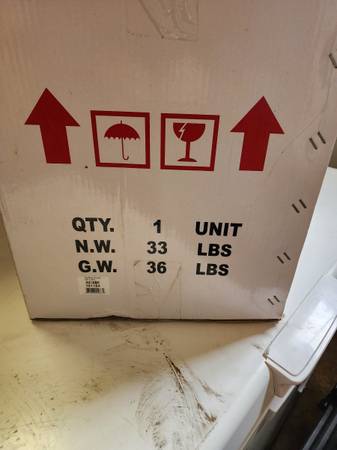 QTY. 1 UNIT
N.W. 33 LBS
G.W. 36 LBS